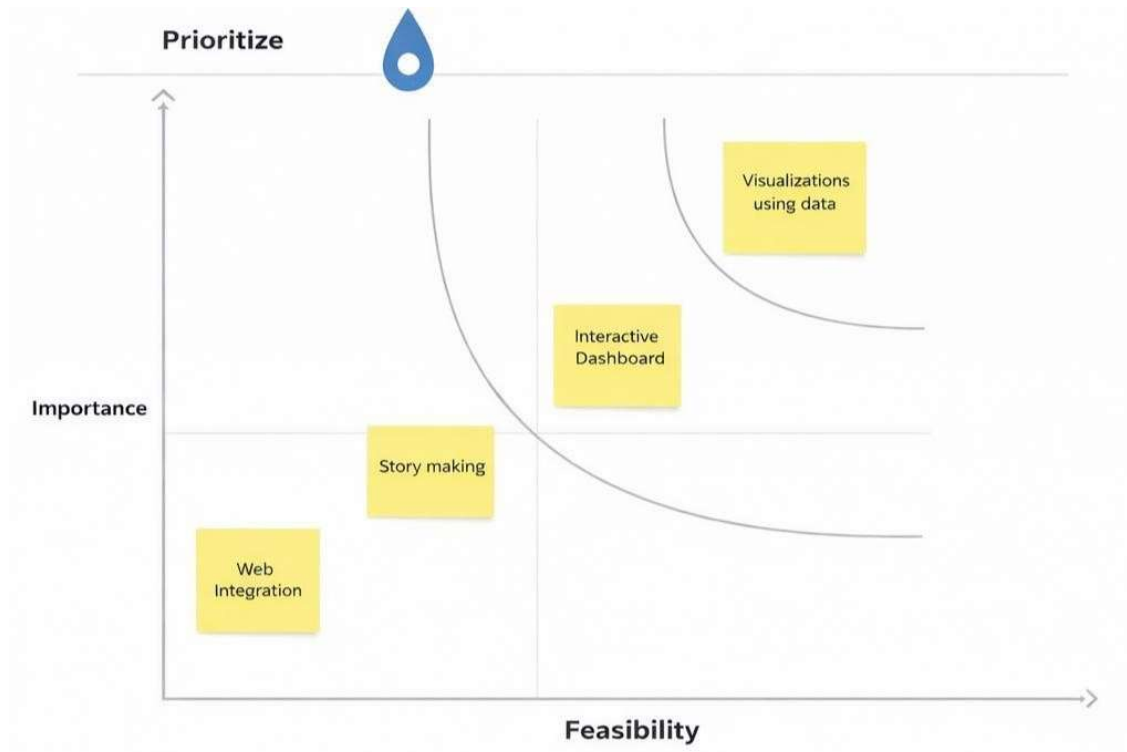 Prioritize
Visualizations
using data
Interactive
Dashboard
Importance
Story making
Web
Integration
Feasibility